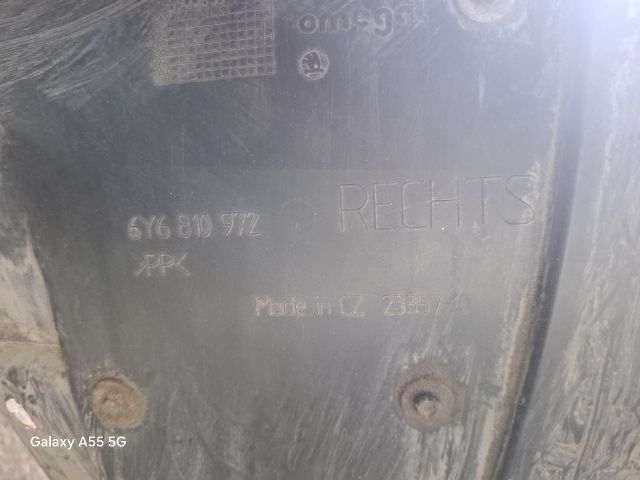 omega
RECHTS
6Y6 810 972
>PP<
Made in CZ
Galaxy A55 5G